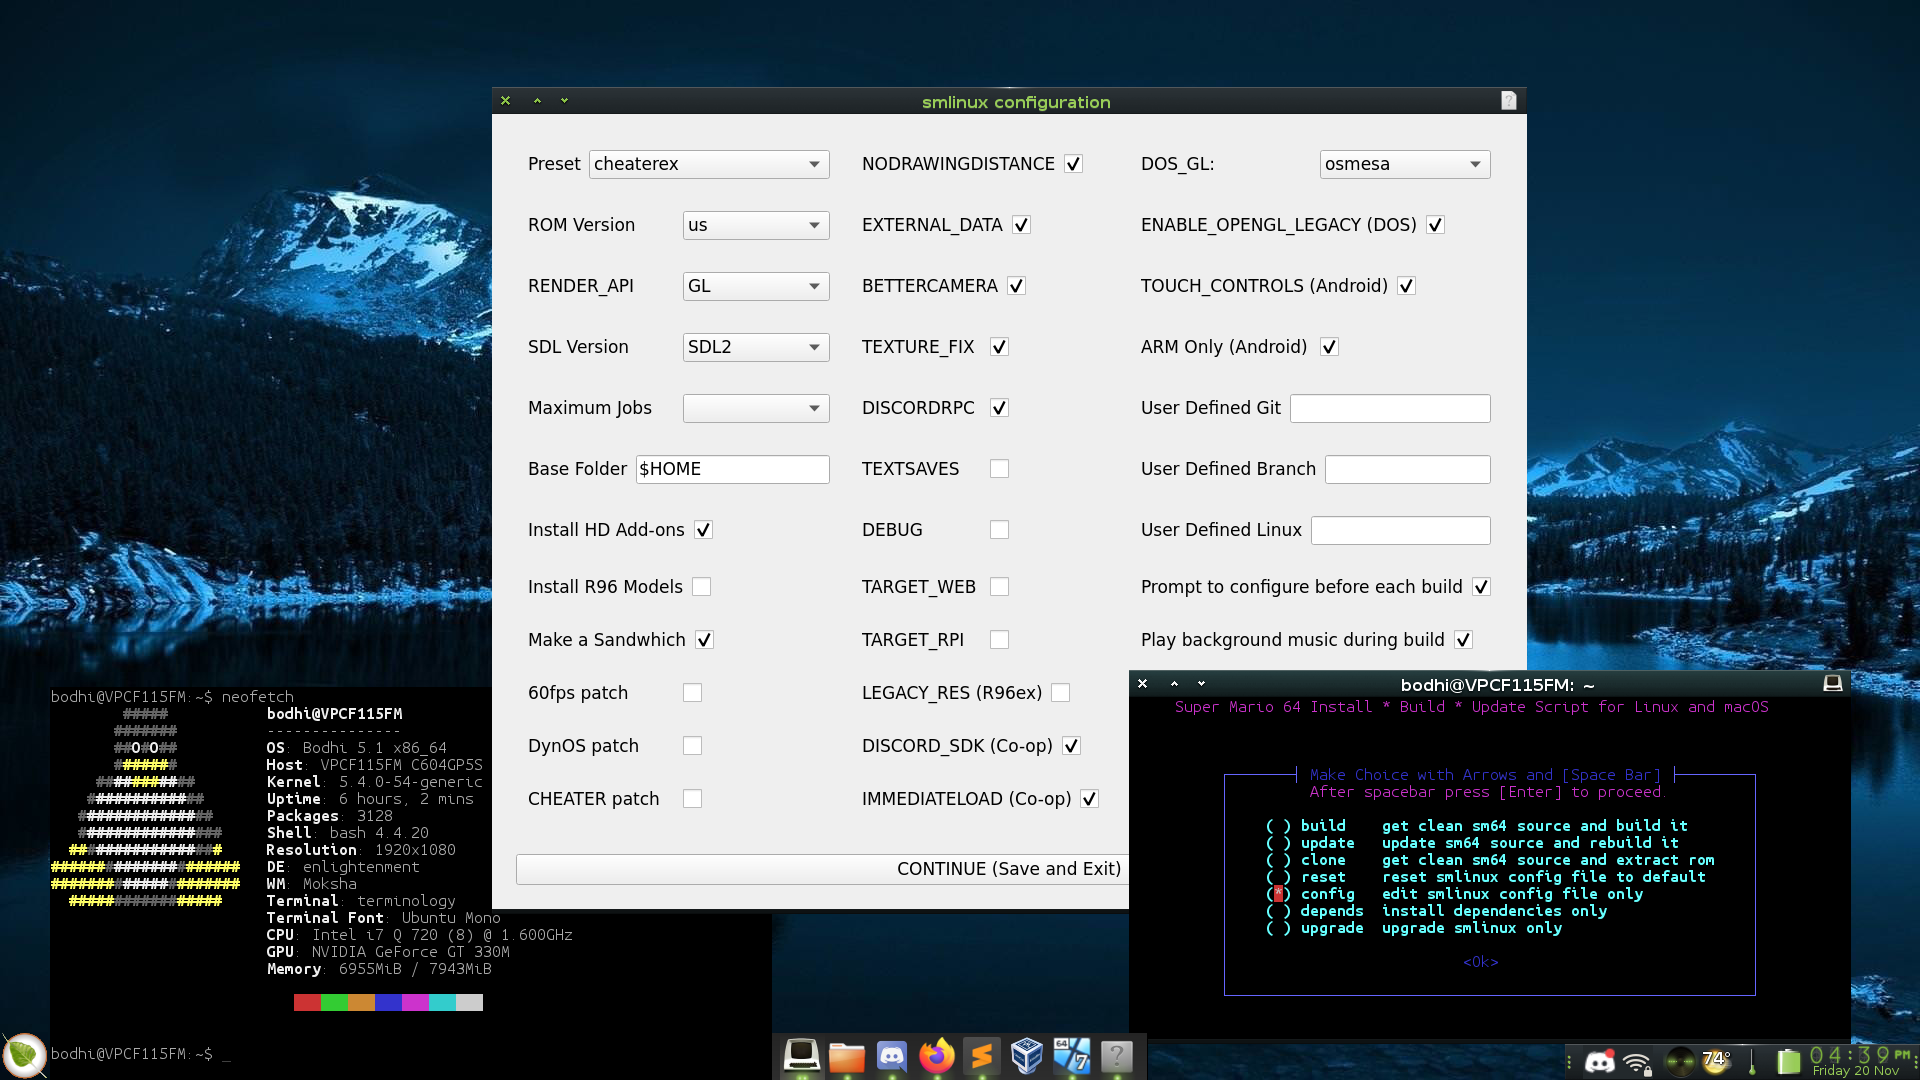 smlinux configuration
Preset cheaterex
ROM Version us
RENDER_API GL
SDL Version SDL2
Maximum Jobs
Base Folder $HOME
Install HD Add-ons
Install R96 Models
Make a Sandwhich
60fps patch
DynOS patch
CHEATER patch
NODRAWINGDISTANCE
EXTERNAL_DATA
BETTERCAMERA
TEXTURE_FIX
DISCORDRPC
TEXTSAVES
DEBUG
TARGET_WEB
TARGET_RPI
LEGACY_RES (R96ex)
DISCORD_SDK (Co-op)
IMMEDIATELOAD (Co-op)
DOS_GL: osmesa
ENABLE_OPENGL_LEGACY (DOS)
TOUCH_CONTROLS (Android)
ARM Only (Android)
User Defined Git
User Defined Branch
User Defined Linux
Prompt to configure before each build
Play background music during build
CONTINUE (Save and Exit)
bodhi@VPCF115FM:~$ neofetch
#####
#######
##O#O##
#######
###########
#############
###############
################
###################
#####################
#####################
#################
bodhi@VPCF115FM
---------------
OS: Bodhi 5.1 x86_64
Host: VPCF115FM C604GP5S
Kernel: 5.4.0-54-generic
Uptime: 6 hours, 2 mins
Packages: 3128
Shell: bash 4.4.20
Resolution: 1920x1080
DE: enlightenment
WM: Moksha
Terminal: terminology
Terminal Font: Ubuntu Mono
CPU: Intel i7 Q 720 (8) @ 1.600GHz
GPU: NVIDIA GeForce GT 330M
Memory: 6955MiB / 7943MiB
bodhi@VPCF115FM:~$ _
bodhi@VPCF115FM: ~
Super Mario 64 Install * Build * Update Script for Linux and macOS
Make Choice with Arrows and [Space Bar]
After spacebar press [Enter] to proceed.
( ) build get clean sm64 source and build it
( ) update update sm64 source and rebuild it
( ) clone get clean sm64 source and extract rom
( ) reset reset smlinux config file to default
(*) config edit smlinux config file only
( ) depends install dependencies only
( ) upgrade upgrade smlinux only
<Ok>
64
7
?
74°
04:39 PM
Friday 20 Nov